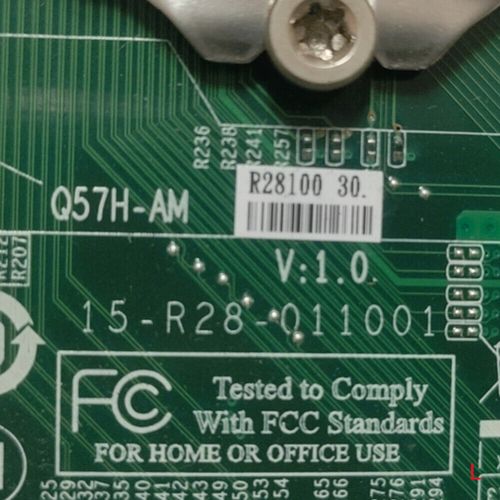 R236
R238
R241
R257
R28100 30.
Q57H-AM
R207
V:1.0.
15-R28-011001
FC
Tested to Comply
With FCC Standards
FOR HOME OR OFFICE USE
L